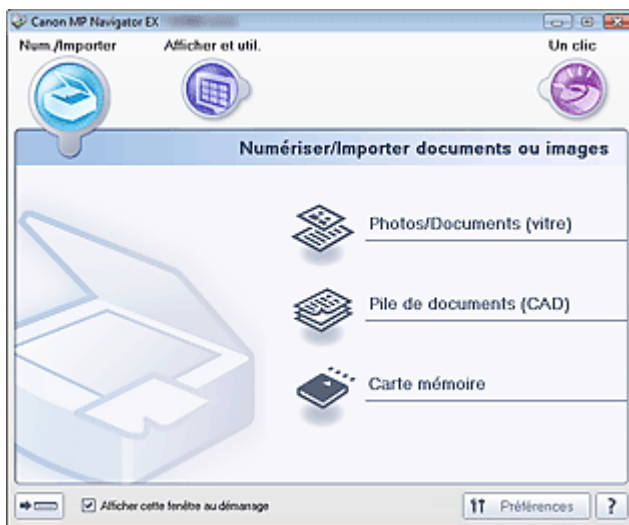 Canon MP Navigator EX
Num./Importer
Afficher et util.
Un clic
Numériser/Importer documents ou images
Photos/Documents (vitre)
Pile de documents (CAD)
Carte mémoire
Afficher cette fenêtre au démarrage
Préférences
?